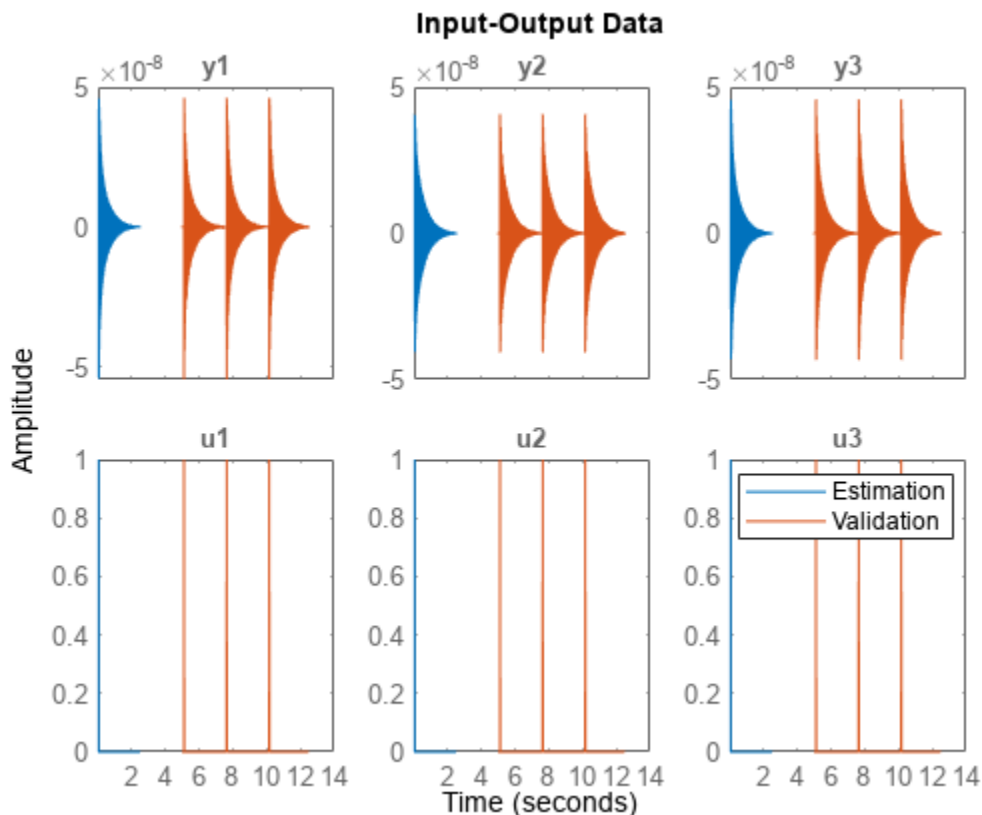 Input-Output Data
×10-8 y1
×10-8 y2
×10-8 y3
5
0
-5
5
0
-5
5
0
-5
Amplitude
u1
u2
u3
1
0.8
0.6
0.4
0.2
0
1
0.8
0.6
0.4
0.2
0
1
0.8
0.6
0.4
0.2
0
Estimation
Validation
2 4 6 8 10 12 14
2 4 6 8 10 12 14
2 4 6 8 10 12 14
Time (seconds)